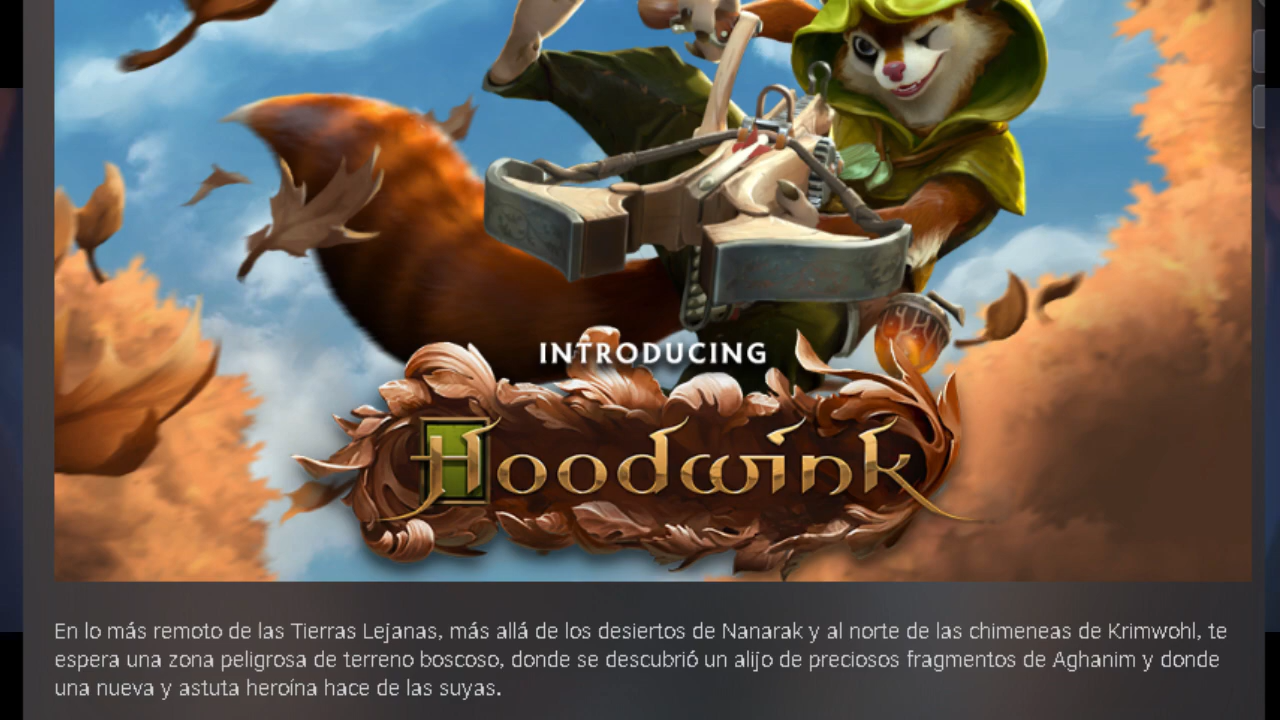 INTRODUCING
Hoodwink
En lo más remoto de las Tierras Lejanas, más allá de los desiertos de Nanarak y al norte de las chimeneas de Krimwohl, te
espera una zona peligrosa de terreno boscoso, donde se descubrió un alijo de preciosos fragmentos de Aghanim y donde
una nueva y astuta heroína hace de las suyas.